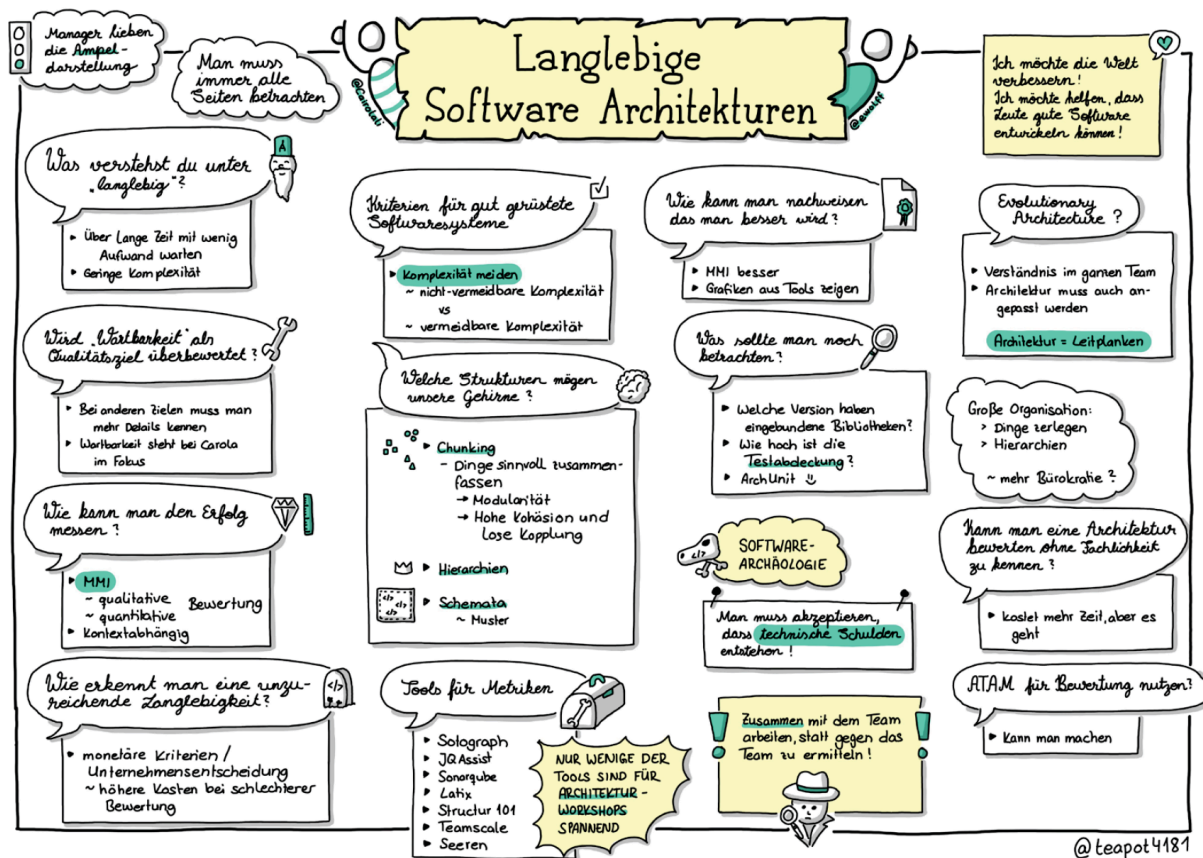 Manager lieben
die Ampel-
darstellung
Man muss
immer alle
Seiten betrachten
Langlebige
Software Architekturen
@Cairolali
@ewolff
Ich möchte die Welt
verbessern!
Ich möchte helfen, dass
Leute gute Software
entwickeln können!
Was verstehst du unter
„langlebig"?
A
▸ Über lange Zeit mit wenig
Aufwand warten
▸ Geringe Komplexität
Wird „Wartbarkeit" als
Qualitätsziel überbewertet?
▸ Bei anderen Zielen muss man
mehr Details kennen
▸ Wartbarkeit steht bei Carola
im Fokus
Wie kann man den Erfolg
messen?
▸ MMI
~ qualitative
~ quantitative
Bewertung
▸ Kontextabhängig
Wie erkennt man eine unzu-
reichende Langlebigkeit?
</>
▸ monetäre Kriterien /
Unternehmensentscheidung
~ höhere Kosten bei schlechterer
Bewertung
Kriterien für gut gerüstete
Softwaresysteme
▸ Komplexität meiden
~ nicht-vermeidbare Komplexität
vs
~ vermeidbare Komplexität
Welche Strukturen mögen
unsere Gehirne?
▸ Chunking
- Dinge sinnvoll zusammen-
fassen
→ Modularität
→ Hohe Kohäsion und
lose Kopplung
▸ Hierarchien
▸ Schemata
~ Muster
</>
</>
</>
Tools für Metriken
▸ Sotograph
▸ JQAssist
▸ Sonarqube
▸ Latix
▸ Structur 101
▸ Teamscale
▸ Seeren
NUR WENIGE DER
TOOLS SIND FÜR
ARCHITEKTUR-
WORKSHOPS
SPANNEND
Wie kann man nachweisen
das man besser wird?
▸ MMI besser
▸ Grafiken aus Tools zeigen
Was sollte man noch
betrachten?
▸ Welche Version haben
eingebundene Bibliotheken?
▸ Wie hoch ist die
Testabdeckung?
▸ ArchUnit
</>
SOFTWARE-
ARCHÄOLOGIE
Man muss akzeptieren,
dass technische Schulden
entstehen!
Zusammen mit dem Team
arbeiten, statt gegen das
Team zu ermitteln!
Evolutionary
Architecture?
▸ Verständnis im ganzen Team
▸ Architektur muss auch an-
gepasst werden
Architektur = Leitplanken
Große Organisation:
> Dinge zerlegen
> Hierarchien
~ mehr Bürokratie?
Kann man eine Architektur
bewerten ohne Fachlichkeit
zu kennen?
▸ Kostet mehr Zeit, aber es
geht
ATAM für Bewertung nutzen?
▸ Kann man machen
@teapot4181